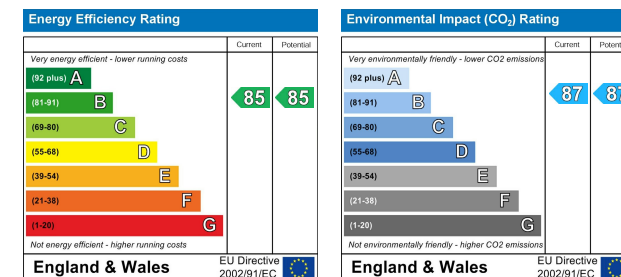 Energy Efficiency Rating
Current Potential
Very energy efficient - lower running costs
(92 plus) A
(81-91) B
(69-80) C
(55-68) D
(39-54) E
(21-38) F
(1-20) G
85 85
Not energy efficient - higher running costs
England & Wales
EU Directive
2002/91/EC
Environmental Impact (CO2) Rating
Current Potent
Very environmentally friendly - lower CO2 emissions
(92 plus) A
(81-91) B
(69-80) C
(55-68) D
(39-54) E
(21-38) F
(1-20) G
87 87
Not environmentally friendly - higher CO2 emissions
England & Wales
EU Directive
2002/91/EC